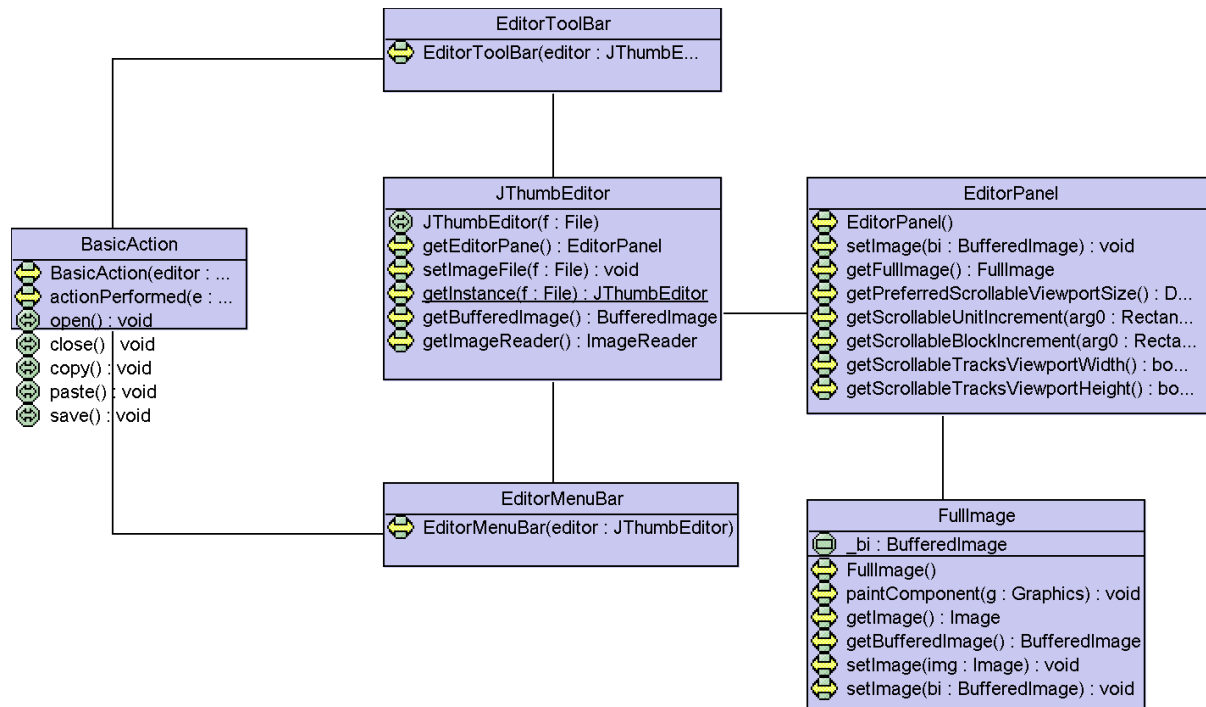 EditorToolBar
EditorToolBar(editor : JThumbE...
JThumbEditor
JThumbEditor(f : File)
getEditorPane() : EditorPanel
setImageFile(f : File) : void
getInstance(f : File) : JThumbEditor
getBufferedImage() : BufferedImage
getImageReader() : ImageReader
EditorPanel
EditorPanel()
setImage(bi : BufferedImage) : void
getFullImage() : FullImage
getPreferredScrollableViewportSize() : D...
getScrollableUnitIncrement(arg0 : Rectan...
getScrollableBlockIncrement(arg0 : Recta...
getScrollableTracksViewportWidth() : bo...
getScrollableTracksViewportHeight() : bo...
BasicAction
BasicAction(editor : ...
actionPerformed(e : ...
open() : void
close() : void
copy() : void
paste() : void
save() : void
EditorMenuBar
EditorMenuBar(editor : JThumbEditor)
FullImage
_bi : BufferedImage
FullImage()
paintComponent(g : Graphics) : void
getImage() : Image
getBufferedImage() : BufferedImage
setImage(img : Image) : void
setImage(bi : BufferedImage) : void